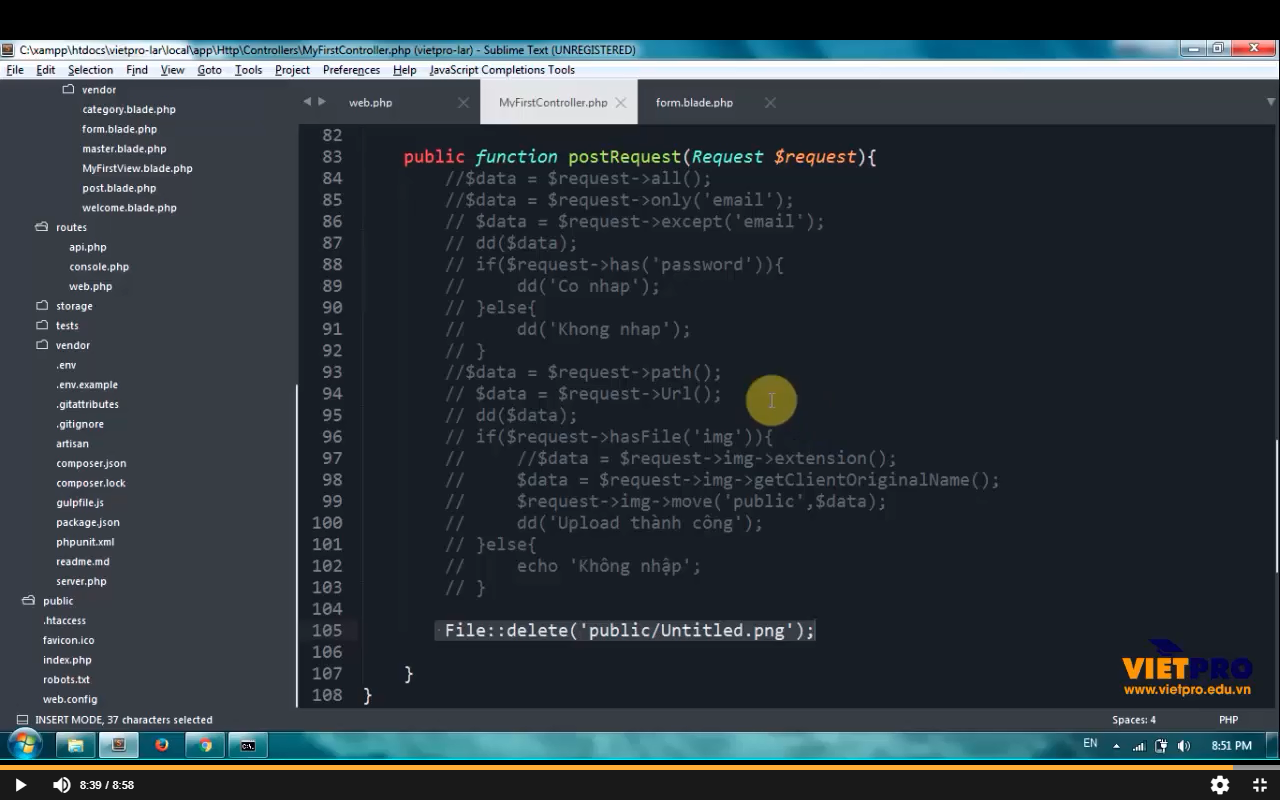 C:\xampp\htdocs\vietpro-lar\local\app\Http\Controllers\MyFirstController.php (vietpro-lar) - Sublime Text (UNREGISTERED)
File Edit Selection Find View Goto Tools Project Preferences Help JavaScript Completions Tools
vendor
category.blade.php
form.blade.php
master.blade.php
MyFirstView.blade.php
post.blade.php
welcome.blade.php
routes
api.php
console.php
web.php
storage
tests
vendor
.env
.env.example
.gitattributes
.gitignore
artisan
composer.json
composer.lock
gulpfile.js
package.json
phpunit.xml
readme.md
server.php
public
.htaccess
favicon.ico
index.php
robots.txt
web.config
web.php MyFirstController.php form.blade.php
82
83 public function postRequest(Request $request){
84 //$data = $request->all();
85 //$data = $request->only('email');
86 // $data = $request->except('email');
87 // dd($data);
88 // if($request->has('password')){
89 // dd('Co nhap');
90 // }else{
91 // dd('Khong nhap');
92 // }
93 //$data = $request->path();
94 // $data = $request->Url();
95 // dd($data);
96 // if($request->hasFile('img')){
97 // //$data = $request->img->extension();
98 // $data = $request->img->getClientOriginalName();
99 // $request->img->move('public',$data);
100 // dd('Upload thành công');
101 // }else{
102 // echo 'Không nhập';
103 // }
104
105 File::delete('public/Untitled.png');
106
107 }
108 }
VIETPRO
www.vietpro.edu.vn
INSERT MODE, 37 characters selected Spaces: 4 PHP
EN 8:51 PM
8:39 / 8:58